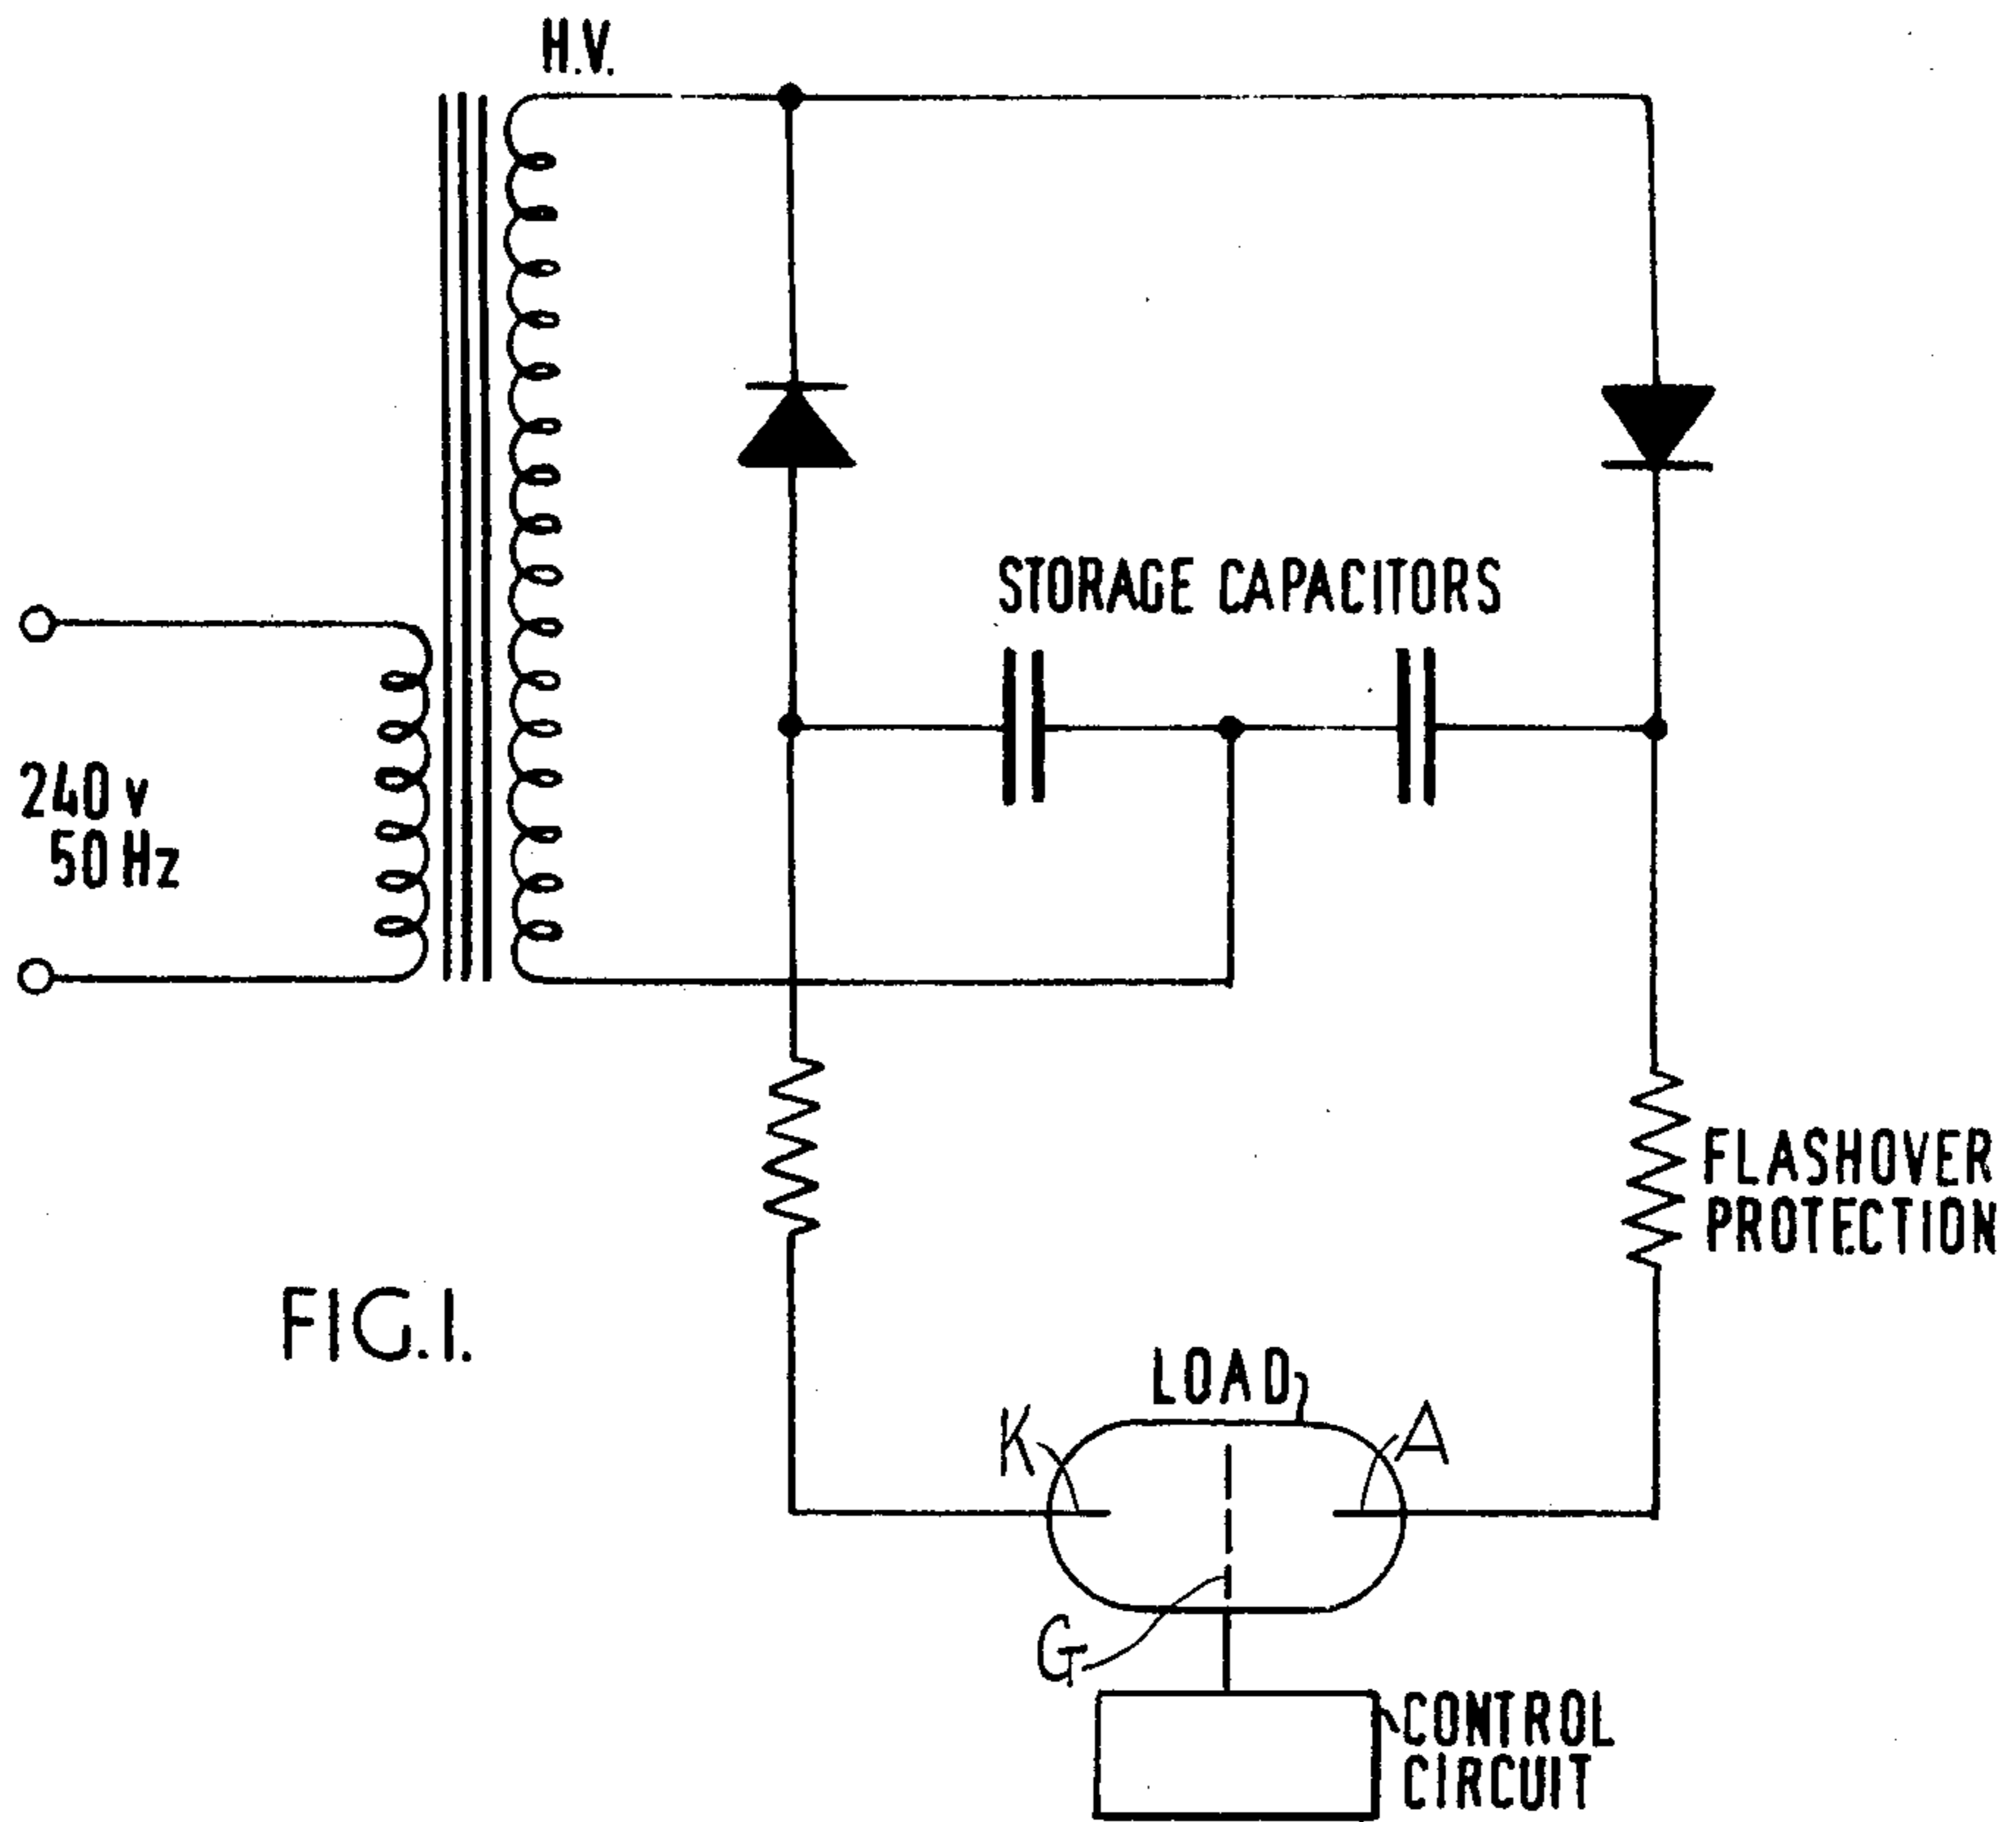 H.V.
STORAGE CAPACITORS
240 v
50 Hz
FLASHOVER
PROTECTION
FIG.1.
LOAD
K
A
G
CONTROL
CIRCUIT